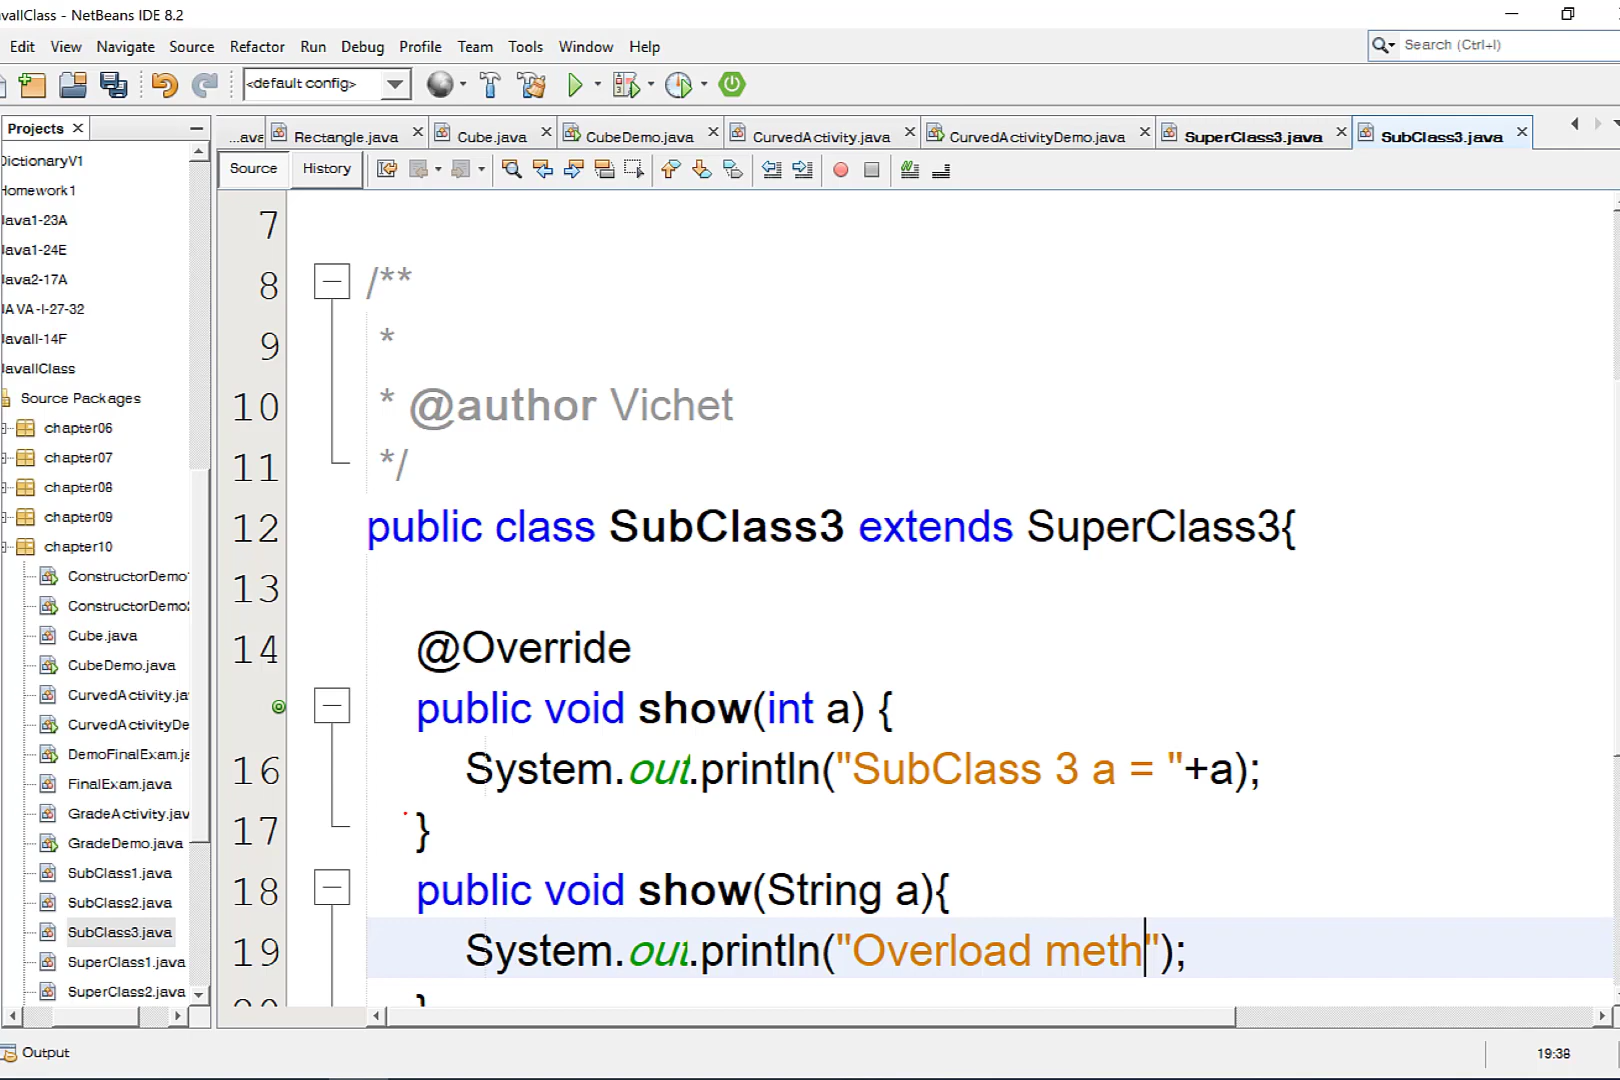 avaIIClass - NetBeans IDE 8.2
Edit View Navigate Source Refactor Run Debug Profile Team Tools Window Help
Search (Ctrl+I)
<default config>
Projects
...ava Rectangle.java Cube.java CubeDemo.java CurvedActivity.java CurvedActivityDemo.java SuperClass3.java SubClass3.java
Source History
DictionaryV1
Homework1
Java1-23A
Java1-24E
Java2-17A
JAVA-I-27-32
JavaII-14F
JavaIIClass
Source Packages
chapter06
chapter07
chapter08
chapter09
chapter10
ConstructorDemo1
ConstructorDemo2
Cube.java
CubeDemo.java
CurvedActivity.ja
CurvedActivityDe
DemoFinalExam.ja
FinalExam.java
GradeActivity.jav
GradeDemo.java
SubClass1.java
SubClass2.java
SubClass3.java
SuperClass1.java
SuperClass2.java
7
8 /**
9 *
10 * @author Vichet
11 */
12 public class SubClass3 extends SuperClass3{
13
14 @Override
public void show(int a) {
16 System.out.println("SubClass 3 a = "+a);
17 }
18 public void show(String a){
19 System.out.println("Overload meth");
20 }
Output
19:38